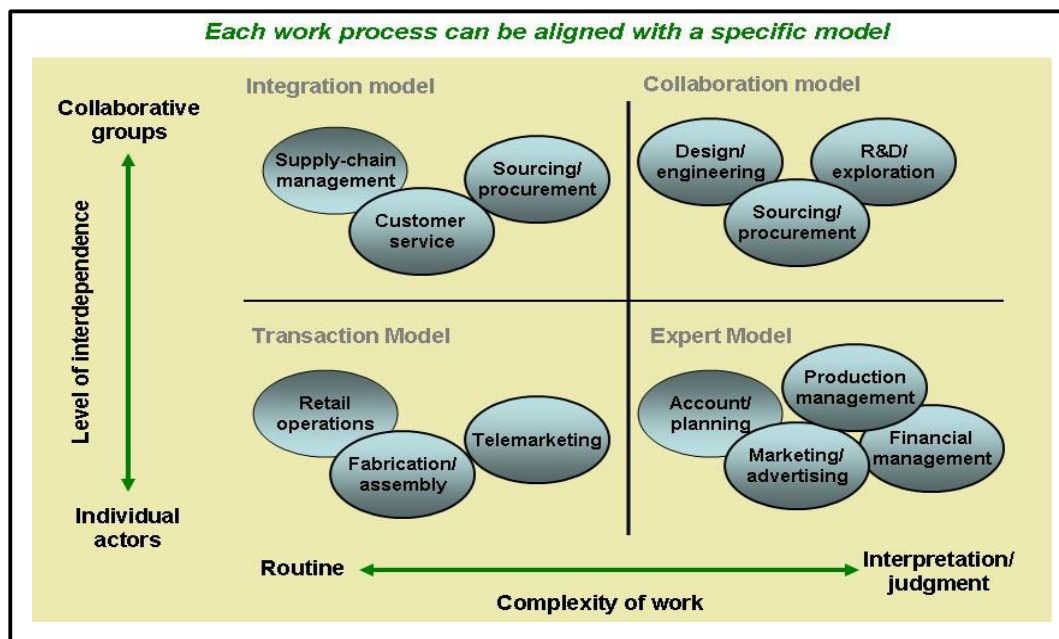 Each work process can be aligned with a specific model
Integration model
Collaboration model
Collaborative
groups
Supply-chain
management
Sourcing/
procurement
Customer
service
Design/
engineering
R&D/
exploration
Sourcing/
procurement
Level of interdependence
Transaction Model
Expert Model
Retail
operations
Telemarketing
Fabrication/
assembly
Account/
planning
Production
management
Marketing/
advertising
Financial
management
Individual
actors
Routine
Interpretation/
judgment
Complexity of work